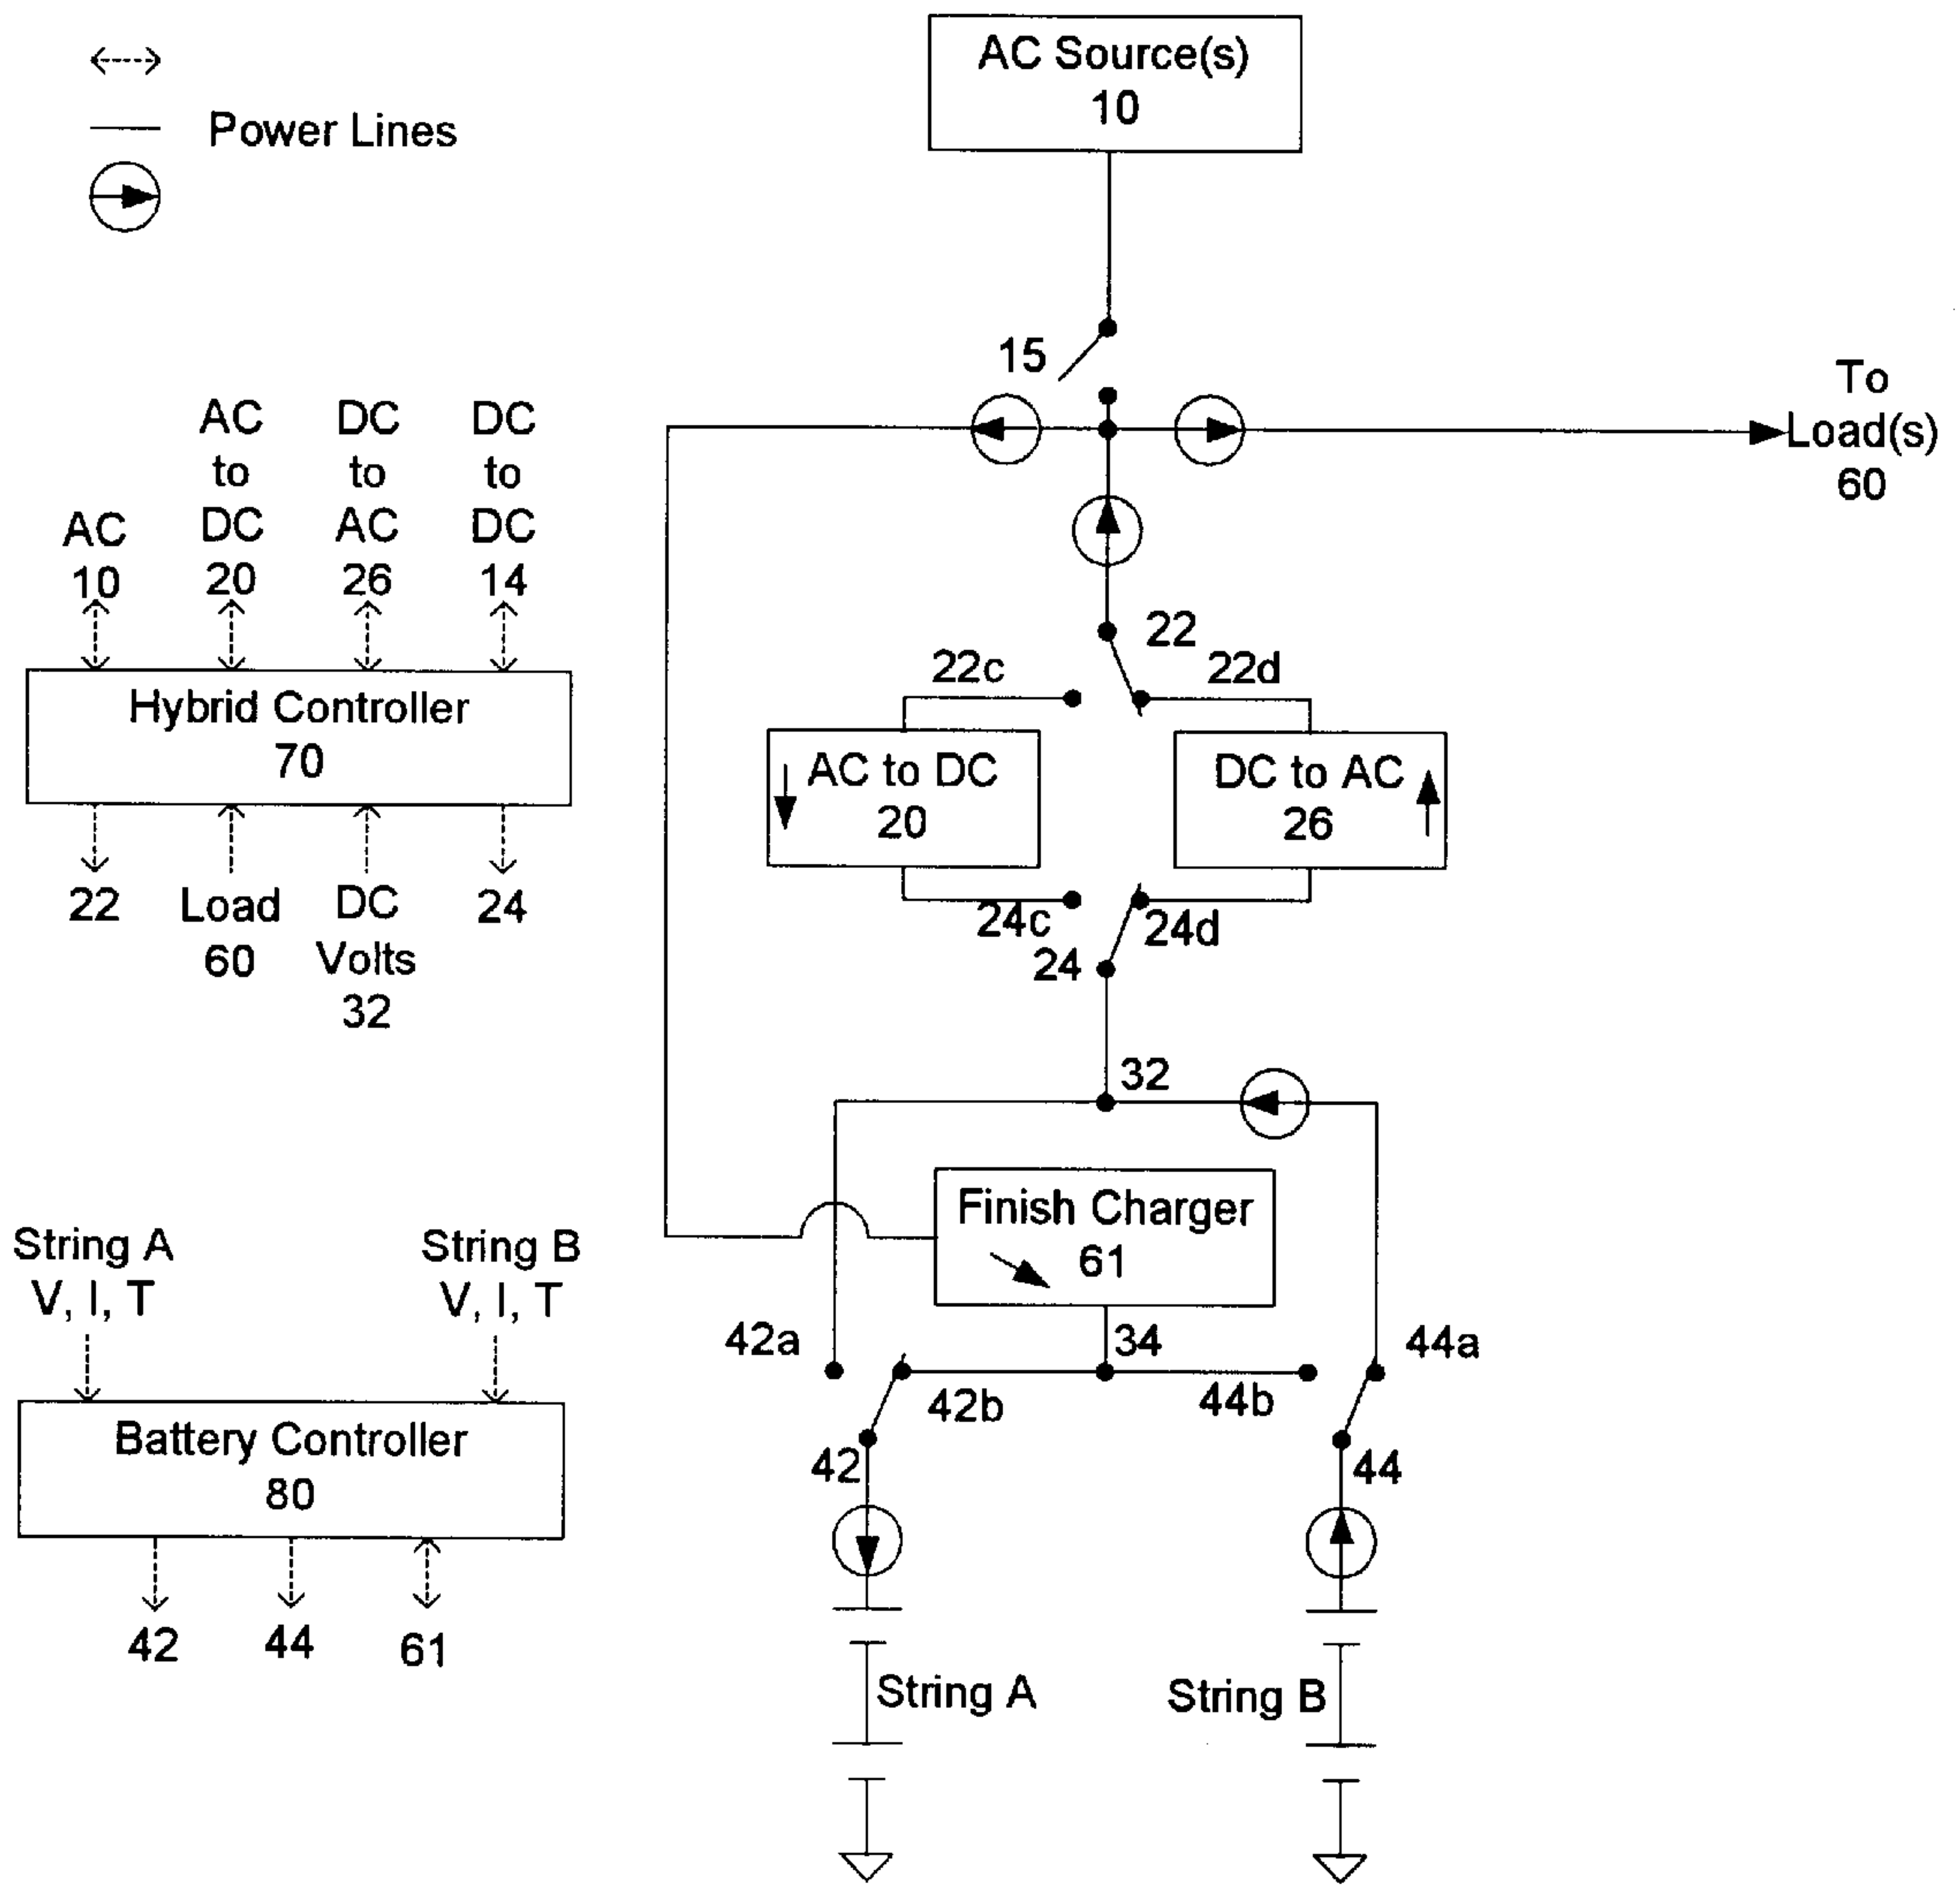 AC Source(s)
10
Power Lines
15
To
Load(s)
60
AC
10
AC
to
DC
20
DC
to
AC
26
DC
to
DC
14
Hybrid Controller
70
22
Load
60
DC
Volts
32
24
22
22c
22d
AC to DC
20
DC to AC
26
24c
24d
24
32
Finish Charger
61
34
42a
42b
44b
44a
42
44
String A
V, I, T
String B
V, I, T
Battery Controller
80
42
44
61
String A
String B